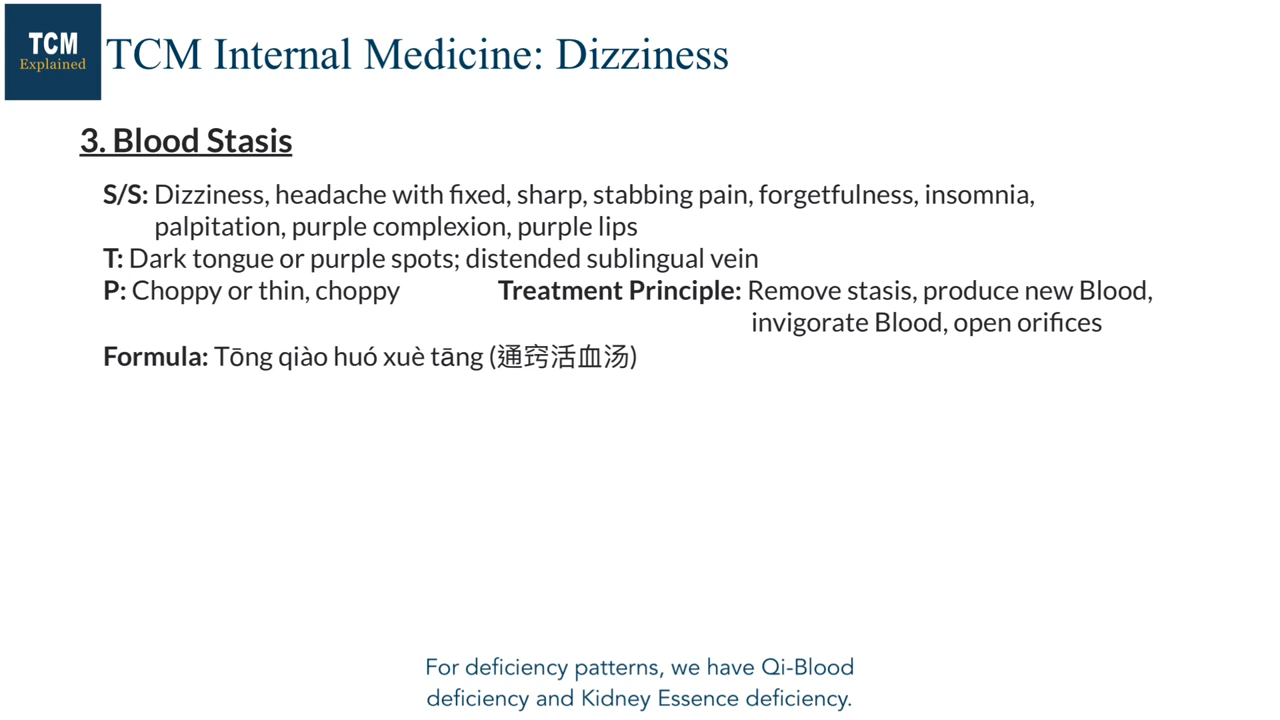 TCM
Explained
TCM Internal Medicine: Dizziness
3. Blood Stasis
S/S: Dizziness, headache with fixed, sharp, stabbing pain, forgetfulness, insomnia,
palpitation, purple complexion, purple lips
T: Dark tongue or purple spots; distended sublingual vein
P: Choppy or thin, choppy
Treatment Principle: Remove stasis, produce new Blood,
invigorate Blood, open orifices
Formula: Tōng qiào huó xuè tāng (通窍活血汤)
For deficiency patterns, we have Qi-Blood
deficiency and Kidney Essence deficiency.